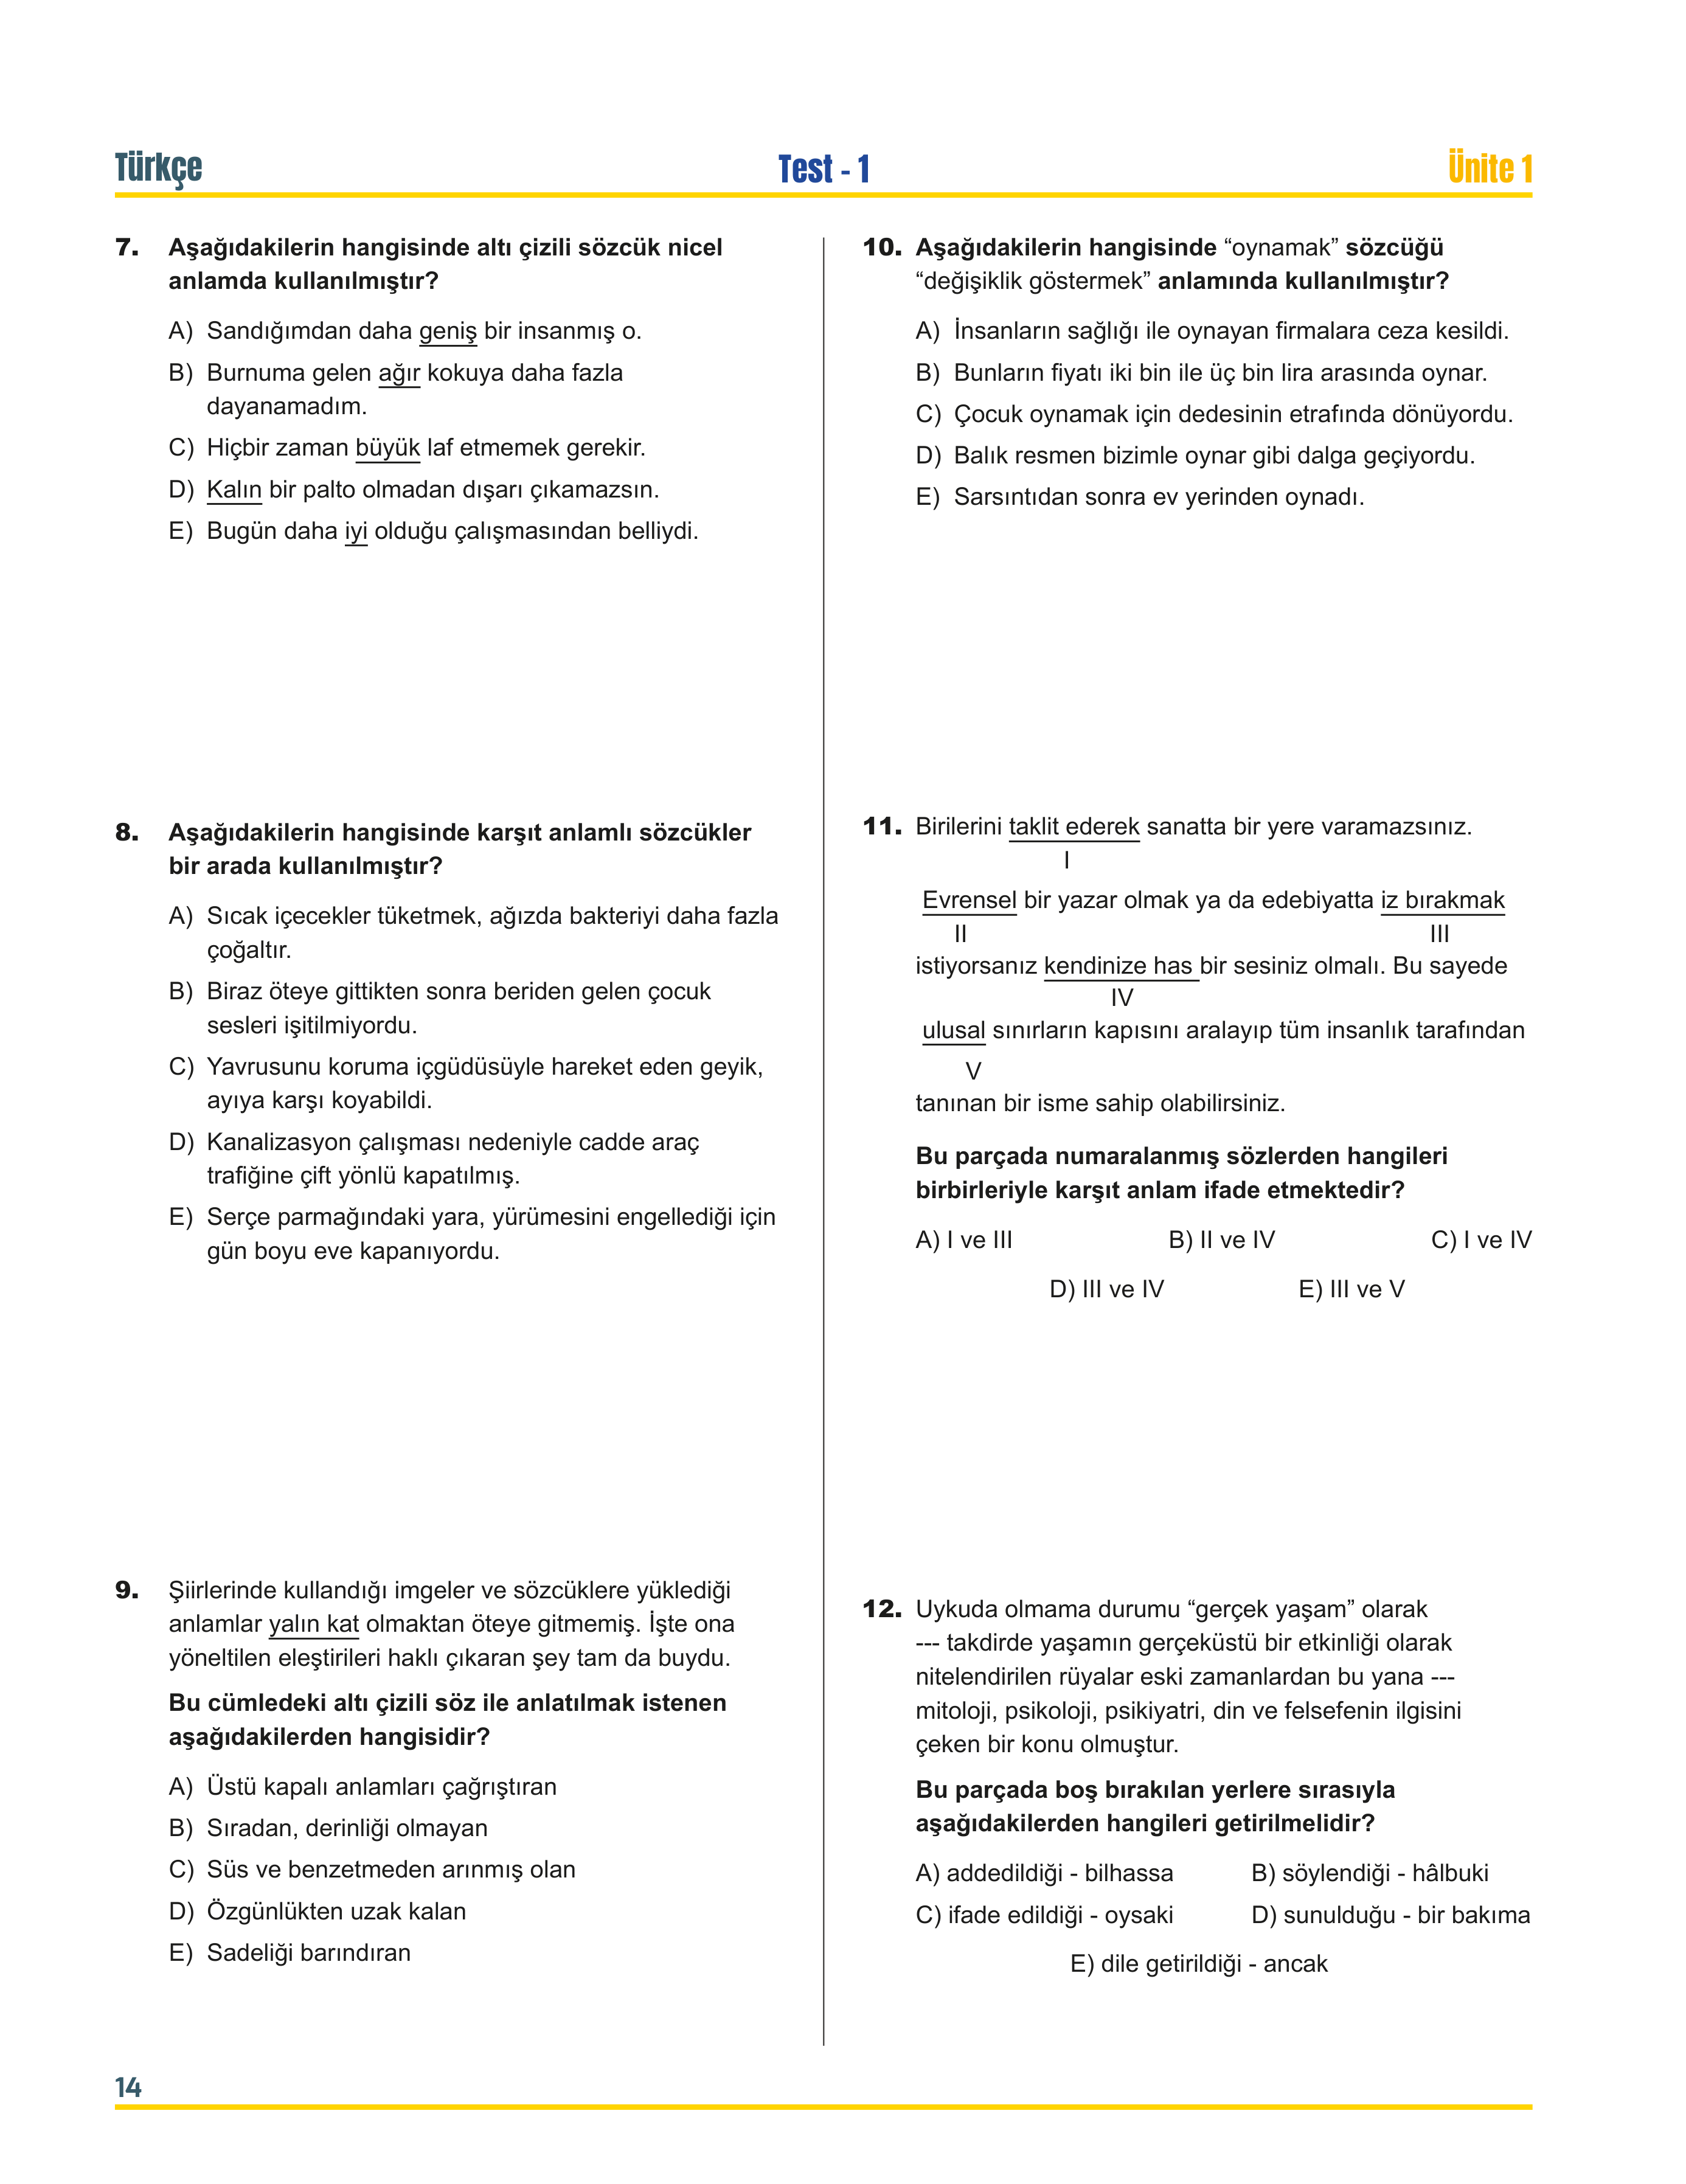 Türkçe
Test - 1
Ünite 1
7. Aşağıdakilerin hangisinde altı çizili sözcük nicel
anlamda kullanılmıştır?
A) Sandığımdan daha geniş bir insanmış o.
B) Burnuma gelen ağır kokuya daha fazla
dayanamadım.
C) Hiçbir zaman büyük laf etmemek gerekir.
D) Kalın bir palto olmadan dışarı çıkamazsın.
E) Bugün daha iyi olduğu çalışmasından belliydi.
8. Aşağıdakilerin hangisinde karşıt anlamlı sözcükler
bir arada kullanılmıştır?
A) Sıcak içecekler tüketmek, ağızda bakteriyi daha fazla
çoğaltır.
B) Biraz öteye gittikten sonra beriden gelen çocuk
sesleri işitilmiyordu.
C) Yavrusunu koruma içgüdüsüyle hareket eden geyik,
ayıya karşı koyabildi.
D) Kanalizasyon çalışması nedeniyle cadde araç
trafiğine çift yönlü kapatılmış.
E) Serçe parmağındaki yara, yürümesini engellediği için
gün boyu eve kapanıyordu.
9. Şiirlerinde kullandığı imgeler ve sözcüklere yüklediği
anlamlar yalın kat olmaktan öteye gitmemiş. İşte ona
yöneltilen eleştirileri haklı çıkaran şey tam da buydu.
Bu cümledeki altı çizili söz ile anlatılmak istenen
aşağıdakilerden hangisidir?
A) Üstü kapalı anlamları çağrıştıran
B) Sıradan, derinliği olmayan
C) Süs ve benzetmeden arınmış olan
D) Özgünlükten uzak kalan
E) Sadeliği barındıran
10. Aşağıdakilerin hangisinde “oynamak” sözcüğü
“değişiklik göstermek” anlamında kullanılmıştır?
A) İnsanların sağlığı ile oynayan firmalara ceza kesildi.
B) Bunların fiyatı iki bin ile üç bin lira arasında oynar.
C) Çocuk oynamak için dedesinin etrafında dönüyordu.
D) Balık resmen bizimle oynar gibi dalga geçiyordu.
E) Sarsıntıdan sonra ev yerinden oynadı.
11. Birilerini taklit ederek sanatta bir yere varamazsınız.
I
Evrensel bir yazar olmak ya da edebiyatta iz bırakmak
II III
istiyorsanız kendinize has bir sesiniz olmalı. Bu sayede
IV
ulusal sınırların kapısını aralayıp tüm insanlık tarafından
V
tanınan bir isme sahip olabilirsiniz.
Bu parçada numaralanmış sözlerden hangileri
birbirleriyle karşıt anlam ifade etmektedir?
A) I ve III B) II ve IV C) I ve IV
D) III ve IV E) III ve V
12. Uykuda olmama durumu “gerçek yaşam” olarak
--- takdirde yaşamın gerçeküstü bir etkinliği olarak
nitelendirilen rüyalar eski zamanlardan bu yana ---
mitoloji, psikoloji, psikiyatri, din ve felsefenin ilgisini
çeken bir konu olmuştur.
Bu parçada boş bırakılan yerlere sırasıyla
aşağıdakilerden hangileri getirilmelidir?
A) addedildiği - bilhassa B) söylendiği - hâlbuki
C) ifade edildiği - oysaki D) sunulduğu - bir bakıma
E) dile getirildiği - ancak
14